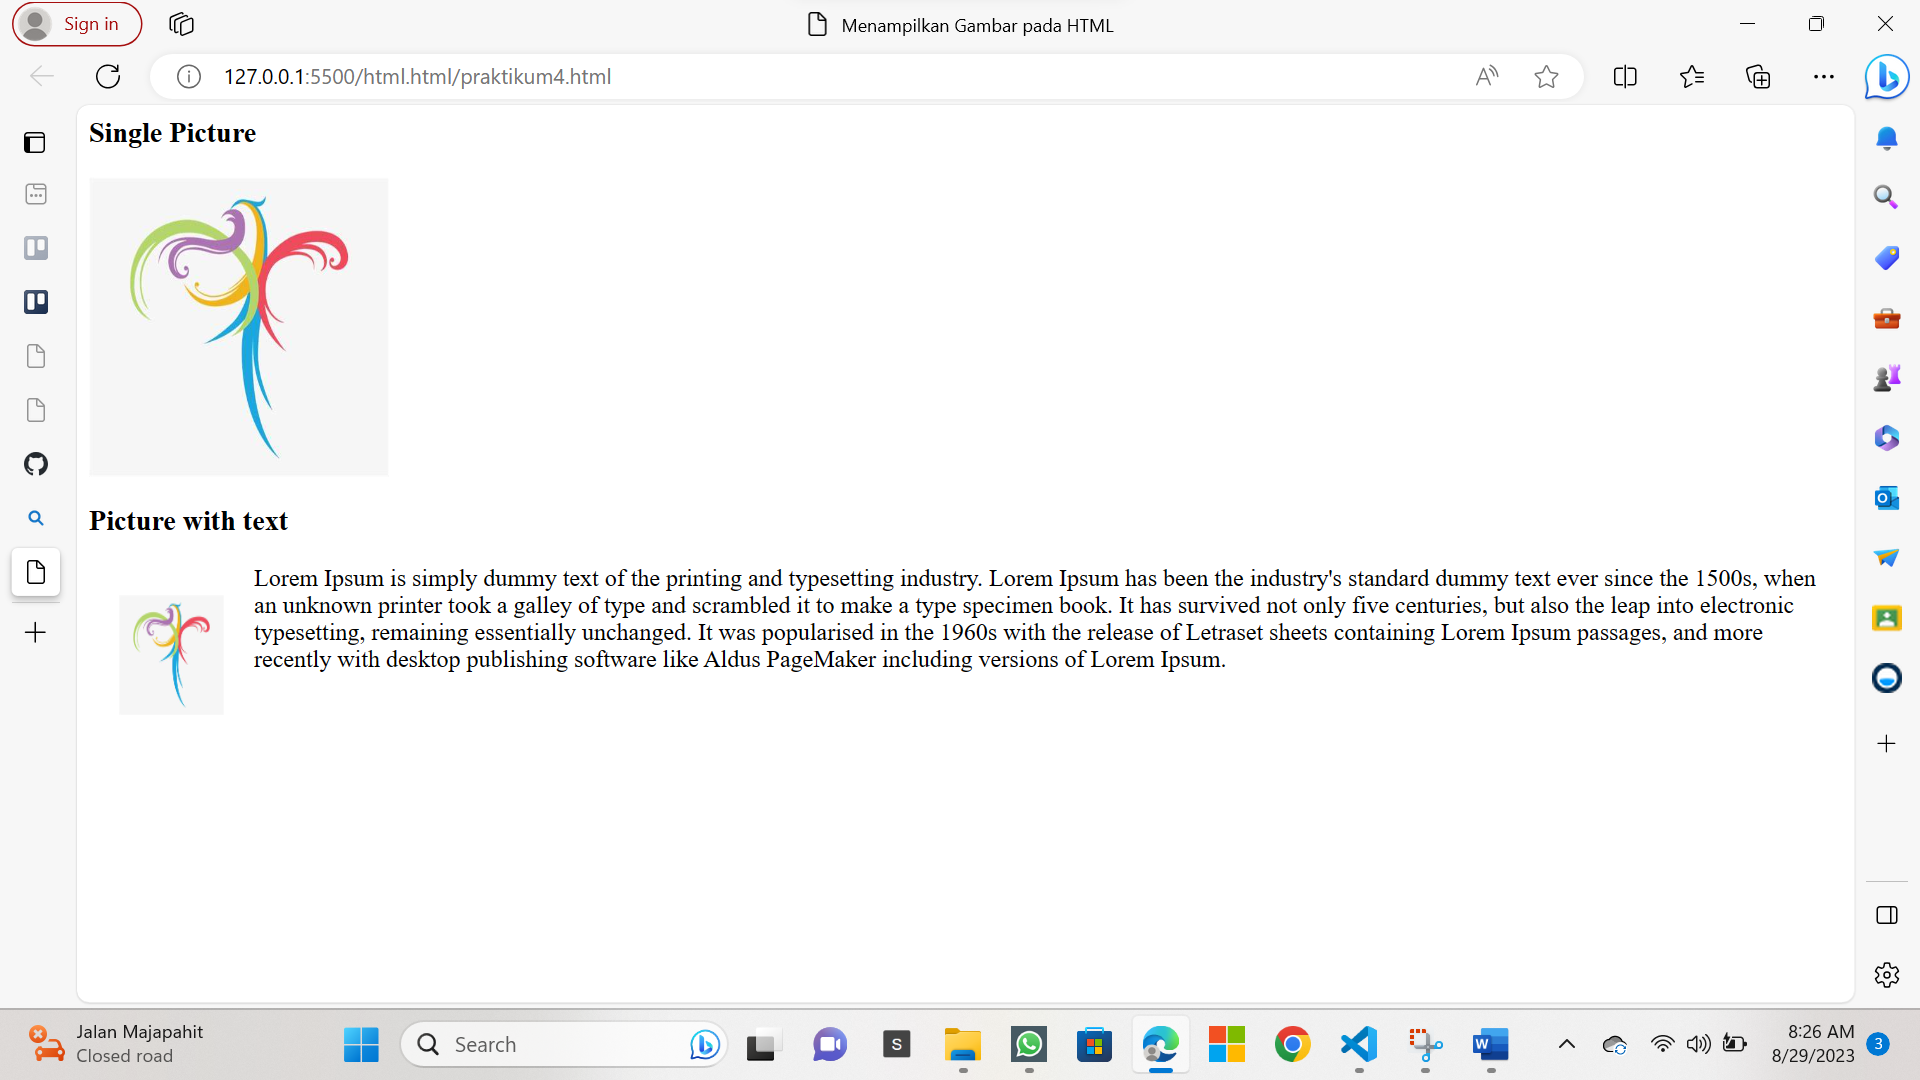 Sign in
Menampilkan Gambar pada HTML
127.0.0.1:5500/html.html/praktikum4.html
Single Picture
Picture with text
Lorem Ipsum is simply dummy text of the printing and typesetting industry. Lorem Ipsum has been the industry's standard dummy text ever since the 1500s, when
an unknown printer took a galley of type and scrambled it to make a type specimen book. It has survived not only five centuries, but also the leap into electronic
typesetting, remaining essentially unchanged. It was popularised in the 1960s with the release of Letraset sheets containing Lorem Ipsum passages, and more
recently with desktop publishing software like Aldus PageMaker including versions of Lorem Ipsum.
Jalan Majapahit
Closed road
Search
S
W
8:26 AM
8/29/2023
3